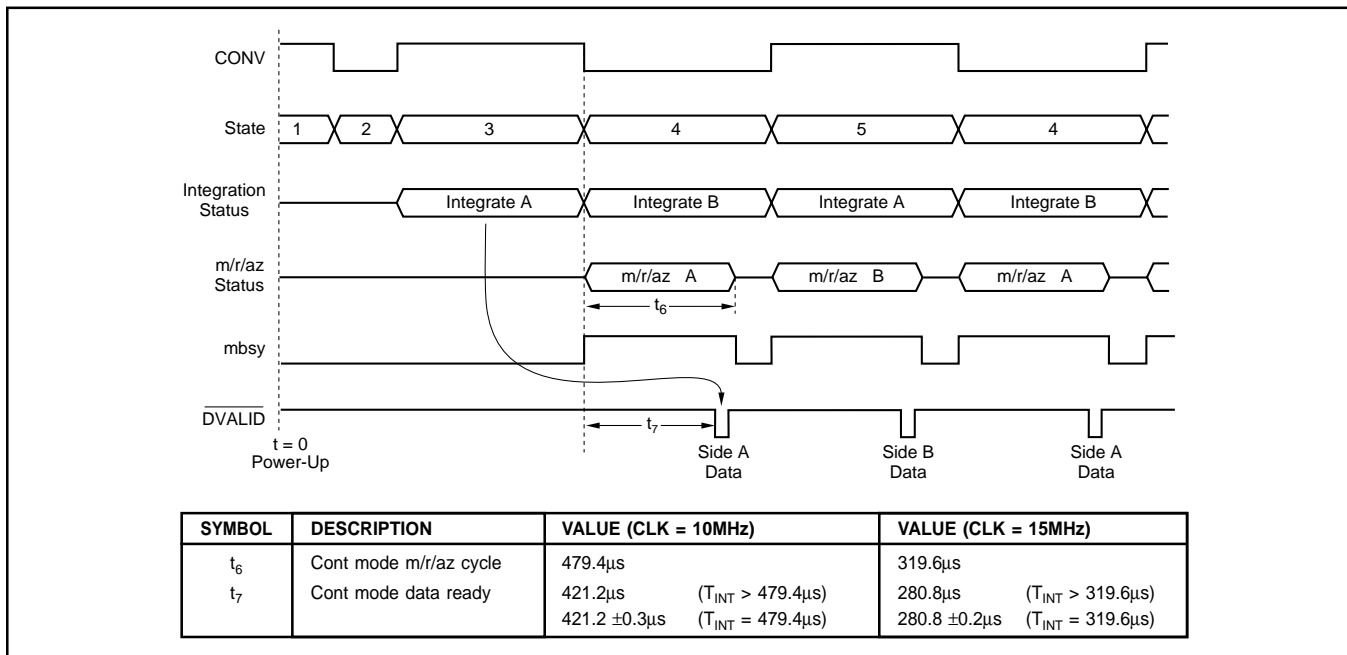 CONV
State 1 2 3 4 5 4
Integration
Status
Integrate A Integrate B Integrate A Integrate B
m/r/az
Status
m/r/az A m/r/az B m/r/az A
t6
mbsy
DVALID
t7
t = 0
Power-Up
Side A
Data
Side B
Data
Side A
Data
SYMBOL DESCRIPTION VALUE (CLK = 10MHz) VALUE (CLK = 15MHz)
t6 Cont mode m/r/az cycle 479.4µs 319.6µs
t7 Cont mode data ready 421.2µs (TINT > 479.4µs) 280.8µs (TINT > 319.6µs)
421.2 ±0.3µs (TINT = 479.4µs) 280.8 ±0.2µs (TINT = 319.6µs)